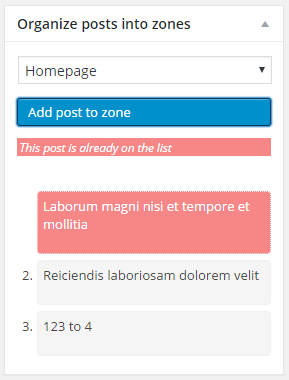 Organize posts into zones
Homepage
Add post to zone
This post is already on the list
Laborum magni nisi et tempore et
mollitia
2. Reiciendis laboriosam dolorem velit
3. 123 to 4